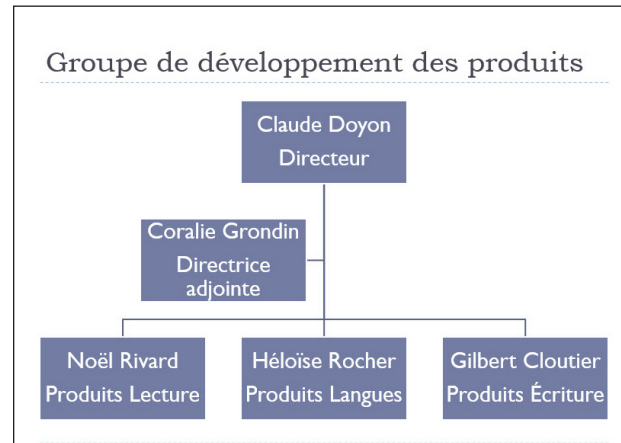 Groupe de développement des produits
Claude Doyon
Directeur
Coralie Grondin
Directrice
adjointe
Noël Rivard
Produits Lecture
Héloïse Rocher
Produits Langues
Gilbert Cloutier
Produits Écriture